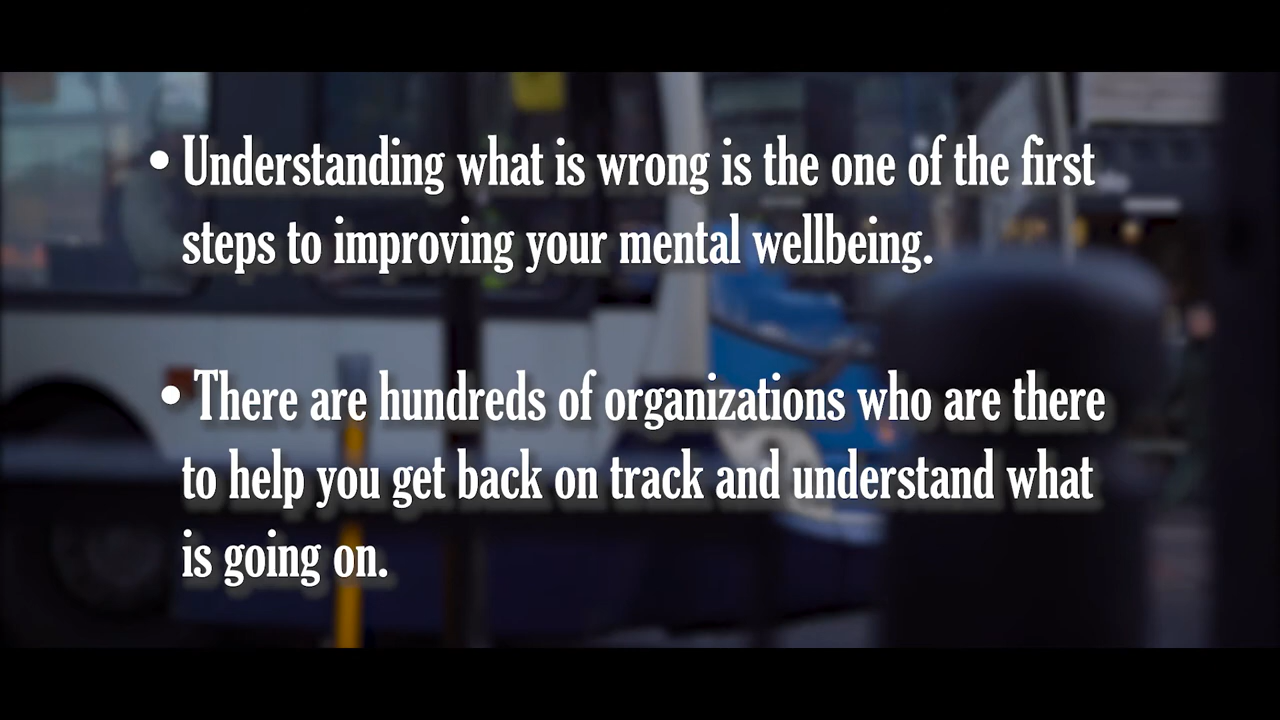 • Understanding what is wrong is the one of the first
steps to improving your mental wellbeing.
• There are hundreds of organizations who are there
to help you get back on track and understand what
is going on.